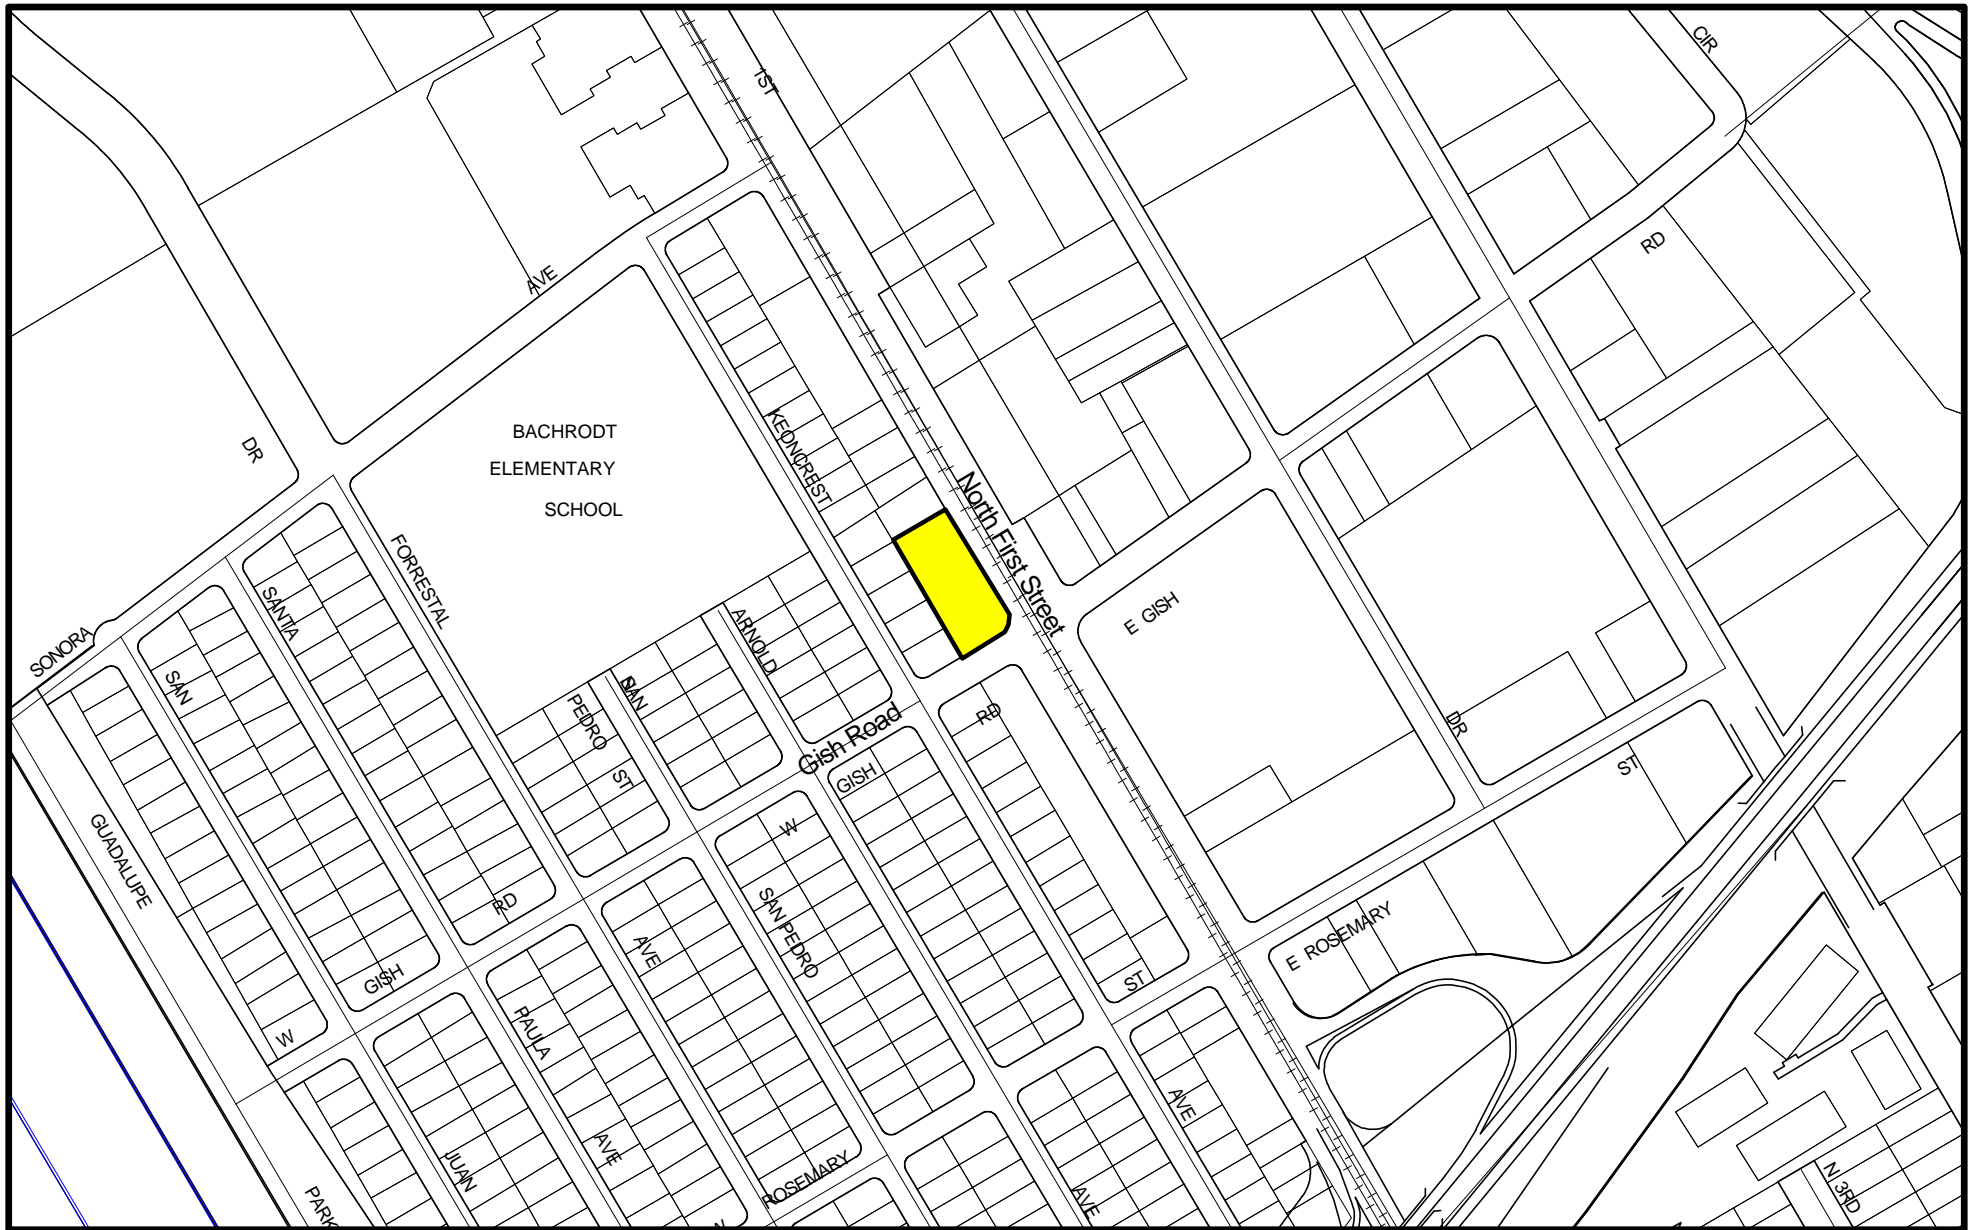 CIR
1ST
RD
AVE
BACHRODT
ELEMENTARY
SCHOOL
DR
KEONCREST
North First Street
FORRESTAL
SANTA
SONORA
SAN
ARNOLD
E GISH
PEDRO
ST
SAN
RD
Gish Road
GISH
DR
ST
W
GUADALUPE
RD
SAN PEDRO
AVE
E ROSEMARY
GISH
ST
PAULA
W
AVE
AVE
JUAN
ROSEMARY
PARK
AVE
N 3RD
W